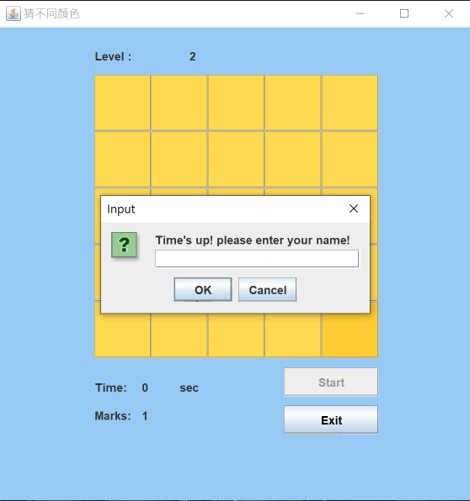 猜不同顏色
Level : 2
Input
Time's up! please enter your name!
OK Cancel
Time: 0 sec
Start
Marks: 1
Exit